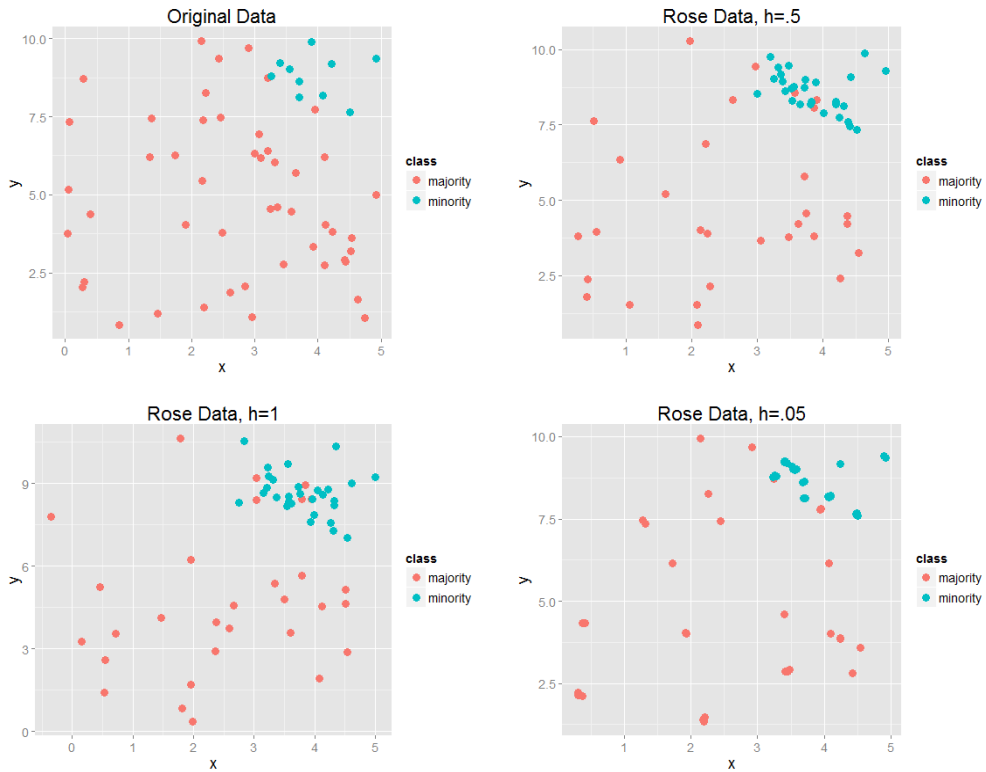 Original Data
10.0
7.5
5.0
2.5
y
0 1 2 3 4 5
x
class
majority
minority
Rose Data, h=.5
10.0
7.5
5.0
2.5
y
1 2 3 4 5
x
class
majority
minority
Rose Data, h=1
9
6
3
0
y
0 1 2 3 4 5
x
class
majority
minority
Rose Data, h=.05
10.0
7.5
5.0
2.5
y
1 2 3 4 5
x
class
majority
minority